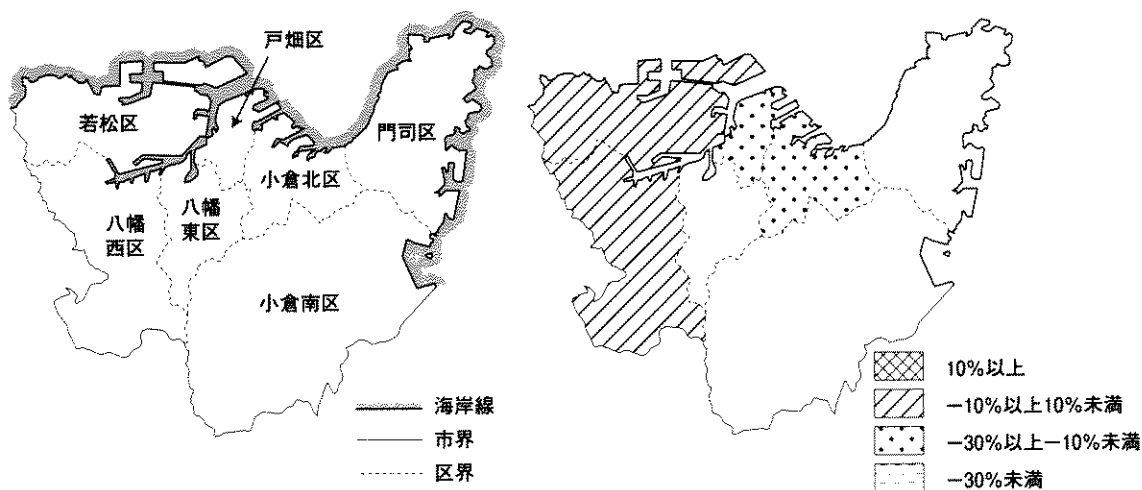 戸畑区
若松区
門司区
小倉北区
八幡
東区
八幡
西区
小倉南区
海岸線
市界
区界
10%以上
−10%以上10%未満
−30%以上−10%未満
−30%未満